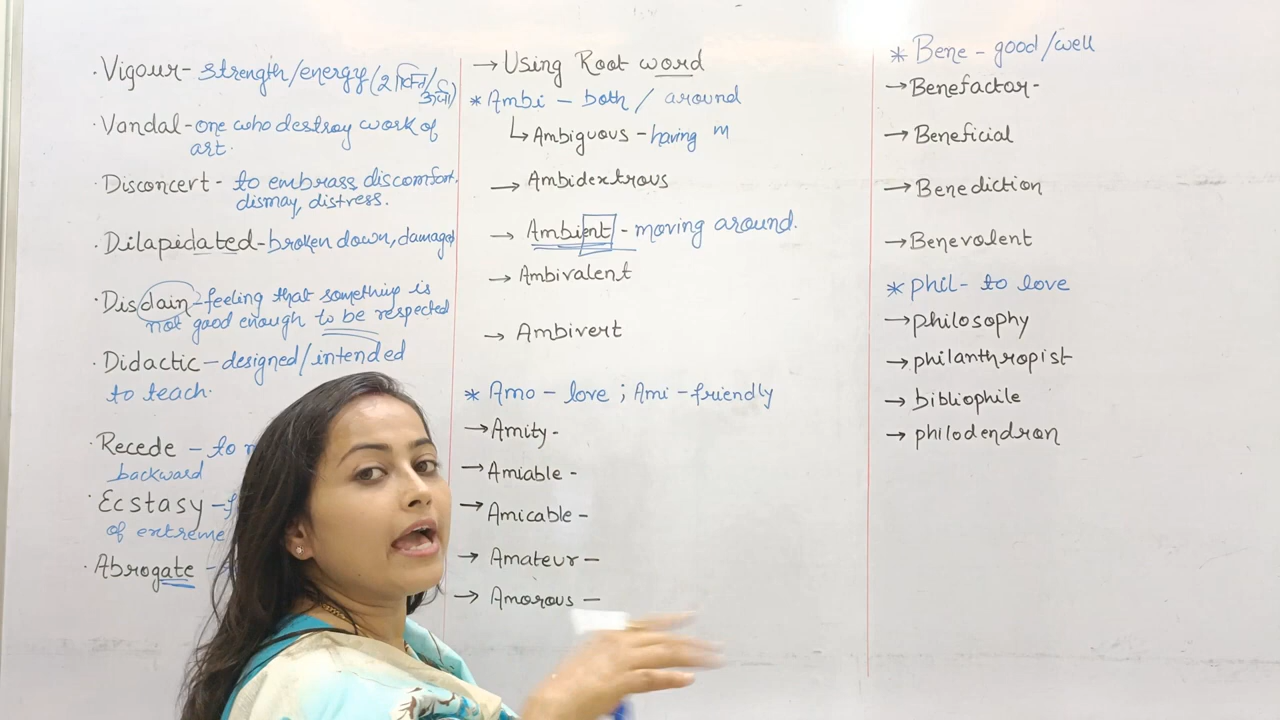 · Vigour - strength/energy (शक्ति/
ऊर्जा)
· Vandal - one who destroy work of
art.
· Disconcert - to embrass, discomfort,
dismay, distress.
· Dilapidated - broken down, damaged
· Disdain - feeling that something is
not good enough to be respected
· Didactic - designed/intended
to teach.
· Recede - to
backward
· Ecstasy -
of extreme
· Abrogate -
→ Using Root word
* Ambi - both / around
↳ Ambiguous - having m
→ Ambidextrous
→ Ambient - moving around.
→ Ambivalent
→ Ambivert
* Amo - love ; Ami - friendly
→ Amity -
→ Amiable -
→ Amicable -
→ Amateur -
→ Amorous -
* Bene - good/well
→ Benefactor -
→ Beneficial
→ Benediction
→ Benevolent
* phil - to love
→ philosophy
→ philanthropist
→ bibliophile
→ philodendron